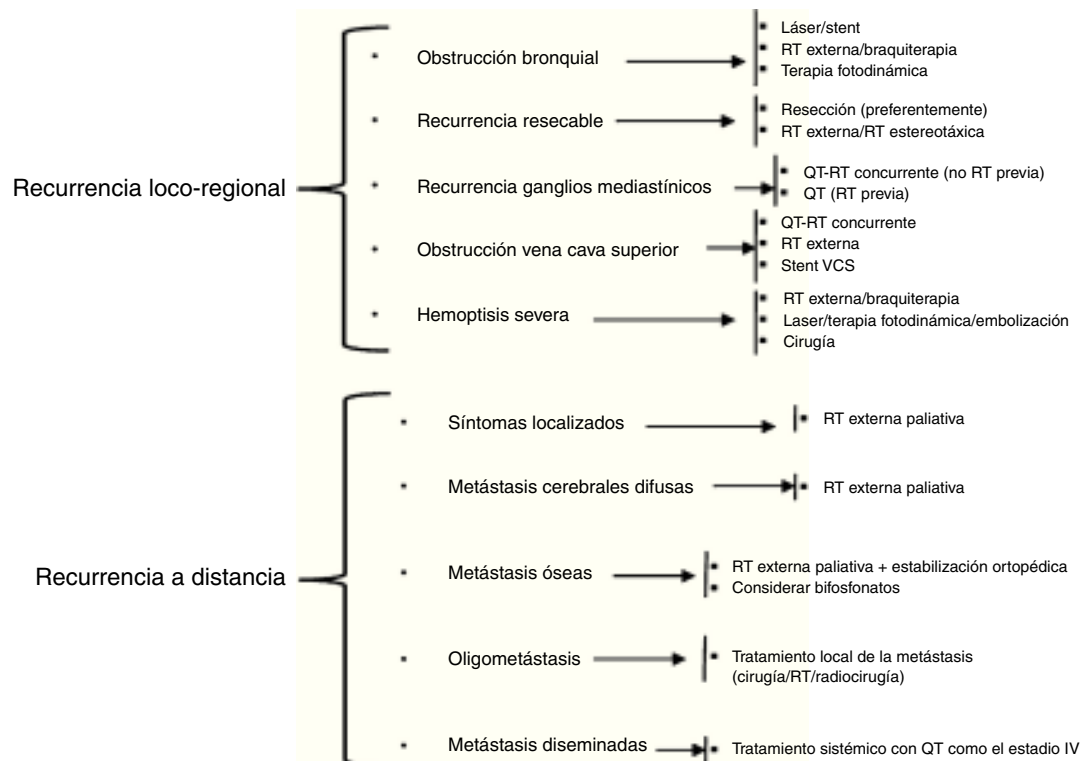 Recurrencia loco-regional
Obstrucción bronquial
Láser/stent
RT externa/braquiterapia
Terapia fotodinámica
Recurrencia resecable
Resección (preferentemente)
RT externa/RT estereotáxica
Recurrencia ganglios mediastínicos
QT-RT concurrente (no RT previa)
QT (RT previa)
Obstrucción vena cava superior
QT-RT concurrente
RT externa
Stent VCS
Hemoptisis severa
RT externa/braquiterapia
Laser/terapia fotodinámica/embolización
Cirugía
Recurrencia a distancia
Síntomas localizados
RT externa paliativa
Metástasis cerebrales difusas
RT externa paliativa
Metástasis óseas
RT externa paliativa + estabilización ortopédica
Considerar bifosfonatos
Oligometástasis
Tratamiento local de la metástasis
(cirugía/RT/radiocirugía)
Metástasis diseminadas
Tratamiento sistémico con QT como el estadio IV